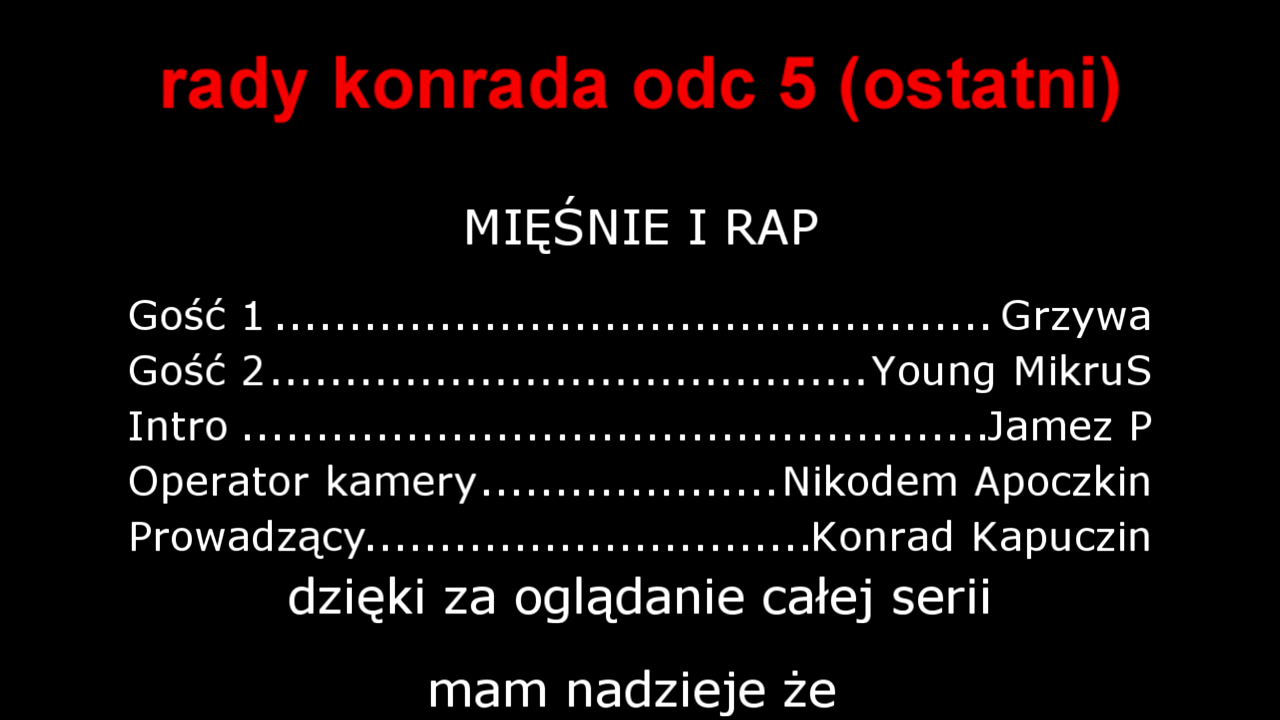 rady konrada odc 5 (ostatni)
MIĘŚNIE I RAP
Gość 1 ................................................ Grzywa
Gość 2 ........................................ Young MikruS
Intro .................................................. Jamez P
Operator kamery .................... Nikodem Apoczkin
Prowadzący .............................. Konrad Kapuczin
dzięki za oglądanie całej serii
mam nadzieje że